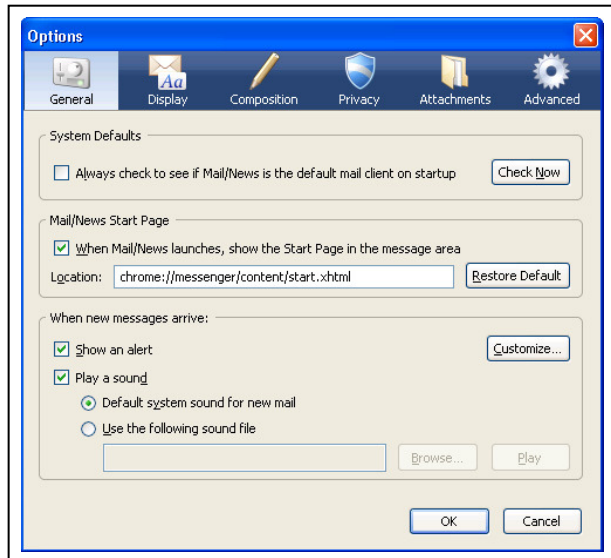 Options
General
Display
Composition
Privacy
Attachments
Advanced
Aa
System Defaults
Always check to see if Mail/News is the default mail client on startup
Check Now
Mail/News Start Page
When Mail/News launches, show the Start Page in the message area
Location: chrome://messenger/content/start.xhtml
Restore Default
When new messages arrive:
Show an alert
Customize...
Play a sound
Default system sound for new mail
Use the following sound file
Browse...
Play
OK
Cancel